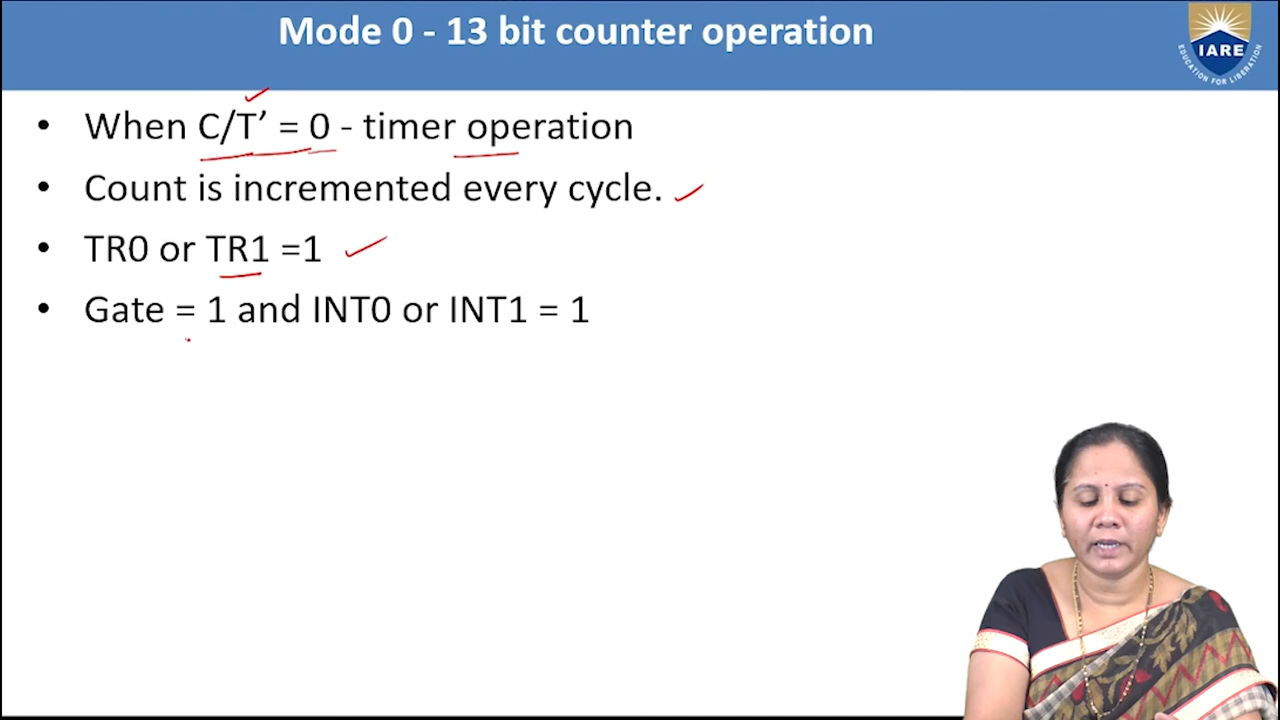 Mode 0 - 13 bit counter operation
IARE
EDUCATION FOR LIBERATION
• When C/T’ = 0 - timer operation
• Count is incremented every cycle.
• TR0 or TR1 =1
• Gate = 1 and INT0 or INT1 = 1